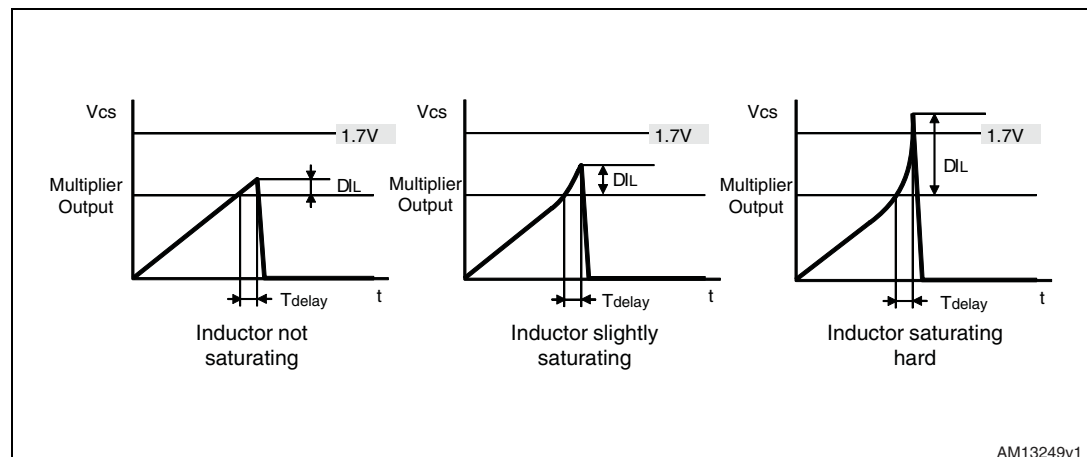 Vcs
1.7V
DIL
Multiplier
Output
Tdelay
t
Inductor not
saturating
Vcs
1.7V
DIL
Multiplier
Output
Tdelay
t
Inductor slightly
saturating
Vcs
1.7V
DIL
Multiplier
Output
Tdelay
t
Inductor saturating
hard
AM13249v1